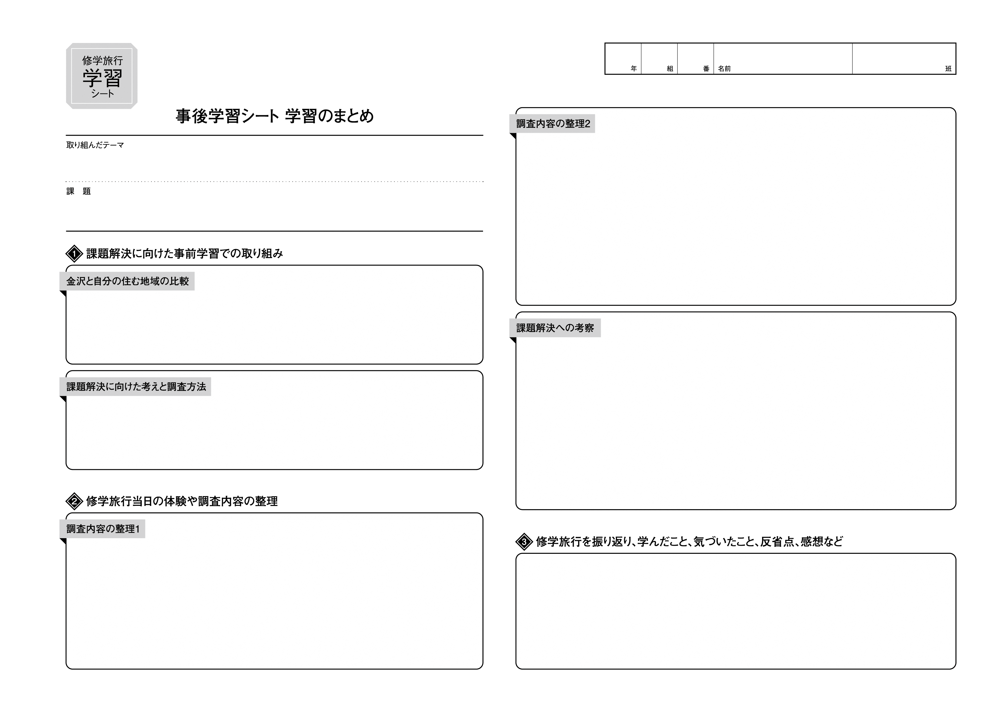 修学旅行
学習
シート
年 組 番 名前 班
事後学習シート 学習のまとめ
取り組んだテーマ
課　題
1 課題解決に向けた事前学習での取り組み
金沢と自分の住む地域の比較
課題解決に向けた考えと調査方法
2 修学旅行当日の体験や調査内容の整理
調査内容の整理1
調査内容の整理2
課題解決への考察
3 修学旅行を振り返り、学んだこと、気づいたこと、反省点、感想など